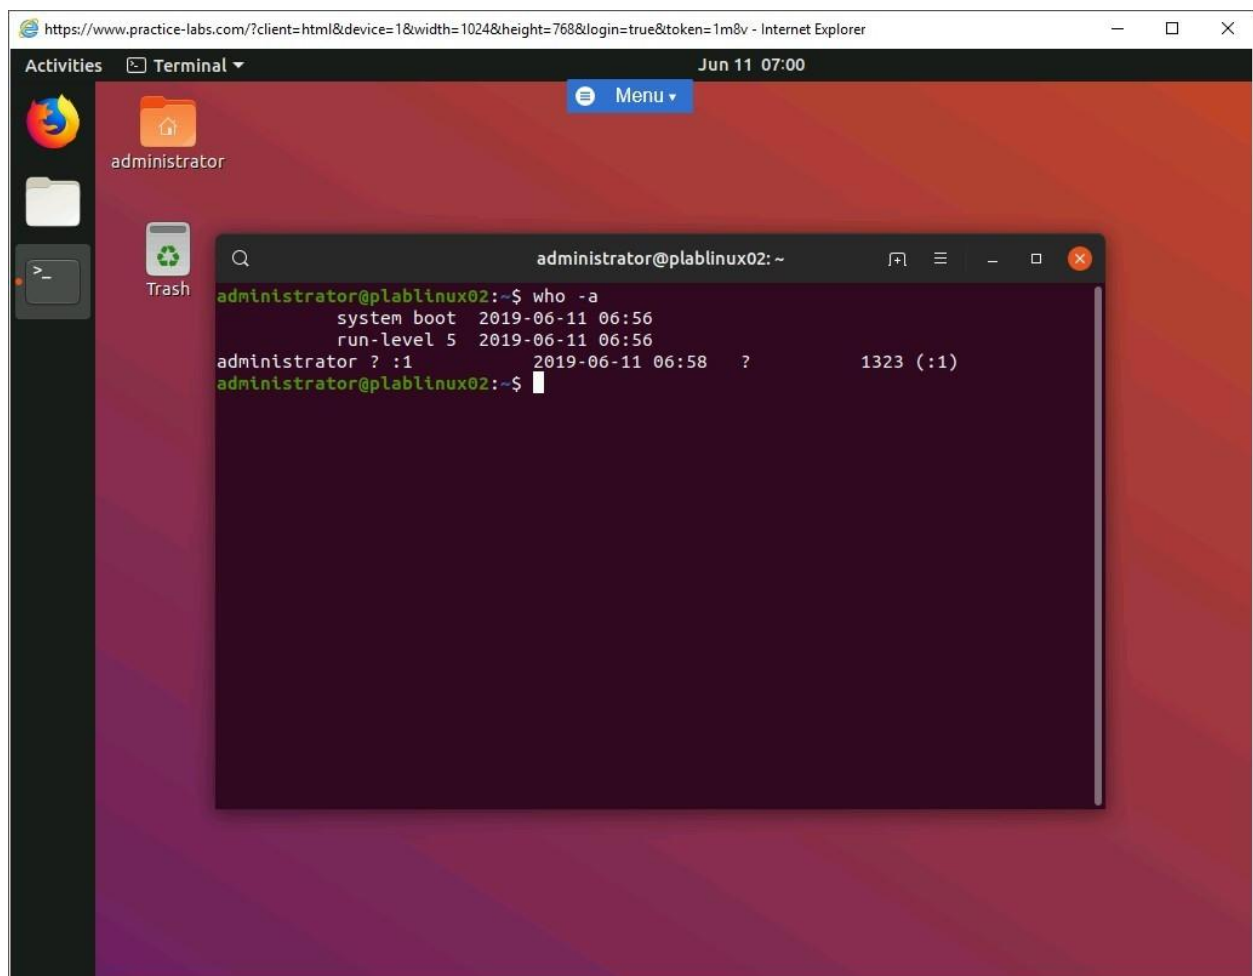 https://www.practice-labs.com/?client=html&device=1&width=1024&height=768&login=true&token=1m8v - Internet Explorer
Activities Terminal Jun 11 07:00
Menu
administrator
Trash
administrator@plablinux02: ~
administrator@plablinux02:~$ who -a
system boot 2019-06-11 06:56
run-level 5 2019-06-11 06:56
administrator ? :1 2019-06-11 06:58 ? 1323 (:1)
administrator@plablinux02:~$